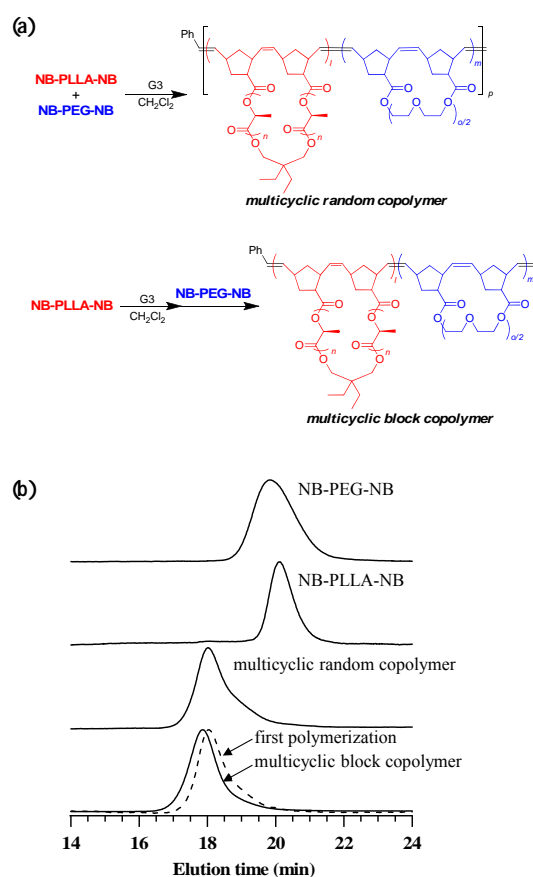 (a)
Ph
NB-PLLA-NB
+
NB-PEG-NB
G3
CH2Cl2
l
m
p
O O O O
O O O O
O O O
n n
o/2
O O
O O
multicyclic random copolymer
Ph
NB-PLLA-NB
G3
CH2Cl2
NB-PEG-NB
l
m
O O O O
O O O O
O O O
n n
o/2
O O
O O
multicyclic block copolymer
(b)
NB-PEG-NB
NB-PLLA-NB
multicyclic random copolymer
first polymerization
multicyclic block copolymer
14 16 18 20 22 24
Elution time (min)